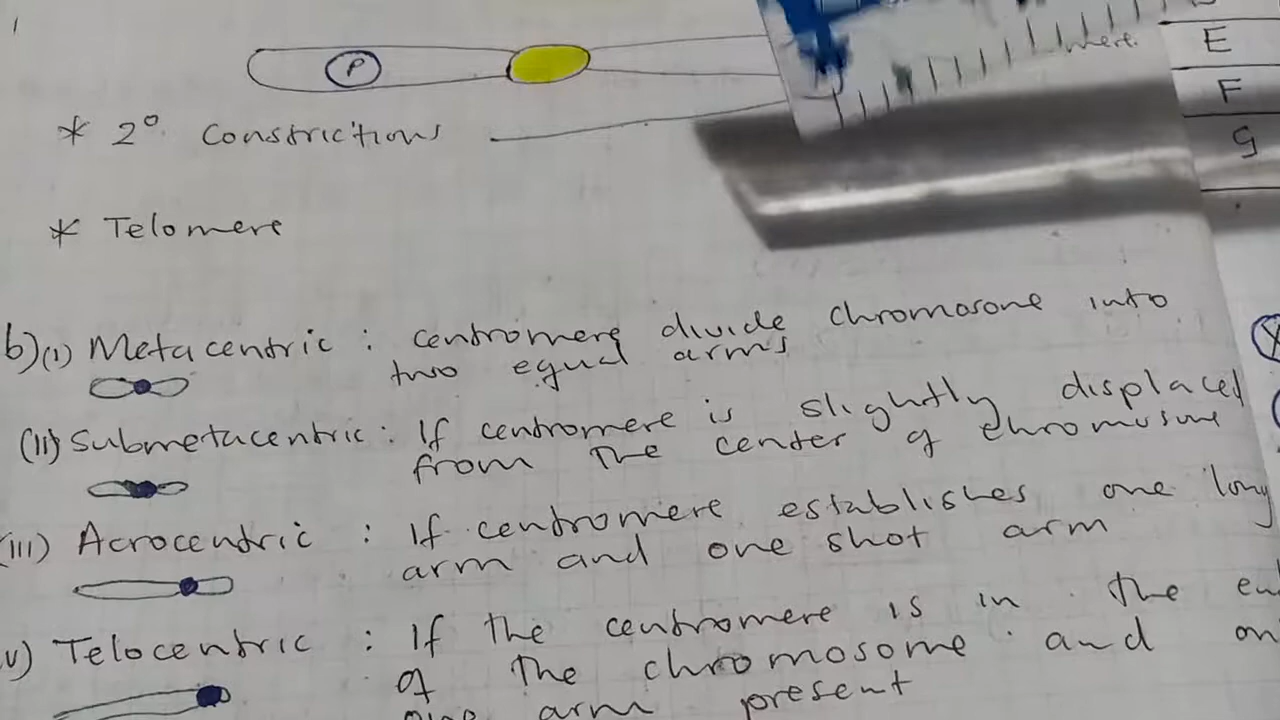 P
E
F
G
* 2° Constrictions
* Telomere
b)(i) Metacentric : centromere divide chromosone into
two equal arms
(ii) Submetacentric : If centromere is slightly displaced
from the center of chromosome
(iii) Acrocentric : If centromere establishes one long
arm and one shot arm
v) Telocentric : If the centromere is in the
of the chromosome and
arm present